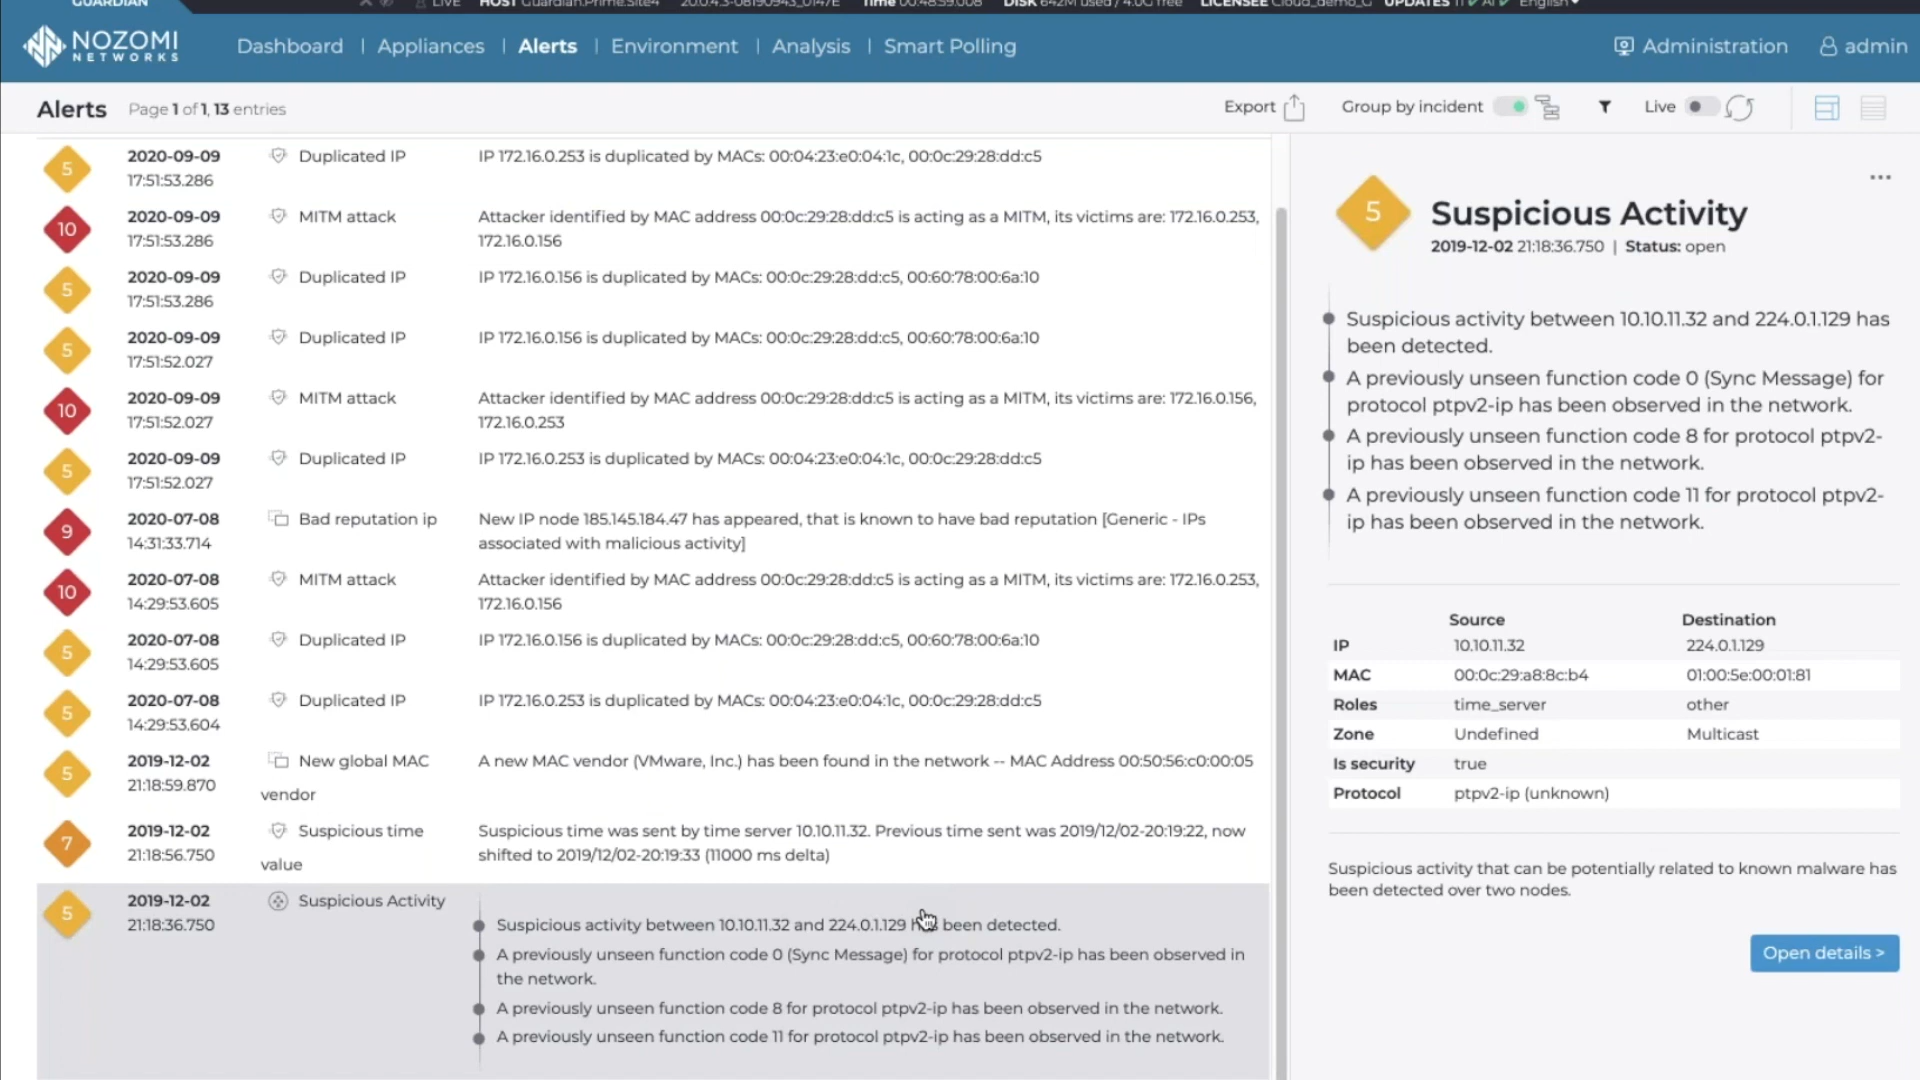 GUARDIAN
LIVE HOST Guardian.Prime.Site4 Time 00:48:59.008 DISK 642M used / 4.0G free LICENSEE UPDATES English
NOZOMI
NETWORKS
Dashboard | Appliances | Alerts | Environment | Analysis | Smart Polling
Administration admin
Alerts Page 1 of 1, 13 entries
Export Group by incident Live
5 2020-09-09 Duplicated IP IP 172.16.0.253 is duplicated by MACs: 00:04:23:e0:04:1c, 00:0c:29:28:dd:c5
17:51:53.286
10 2020-09-09 MITM attack Attacker identified by MAC address 00:0c:29:28:dd:c5 is acting as a MITM, its victims are: 172.16.0.253,
17:51:53.286 172.16.0.156
5 2020-09-09 Duplicated IP IP 172.16.0.156 is duplicated by MACs: 00:0c:29:28:dd:c5, 00:60:78:00:6a:10
17:51:53.286
5 2020-09-09 Duplicated IP IP 172.16.0.156 is duplicated by MACs: 00:0c:29:28:dd:c5, 00:60:78:00:6a:10
17:51:52.027
10 2020-09-09 MITM attack Attacker identified by MAC address 00:0c:29:28:dd:c5 is acting as a MITM, its victims are: 172.16.0.156,
17:51:52.027 172.16.0.253
5 2020-09-09 Duplicated IP IP 172.16.0.253 is duplicated by MACs: 00:04:23:e0:04:1c, 00:0c:29:28:dd:c5
17:51:52.027
9 2020-07-08 Bad reputation ip New IP node 185.145.184.47 has appeared, that is known to have bad reputation [Generic - IPs
14:31:33.714 associated with malicious activity]
10 2020-07-08 MITM attack Attacker identified by MAC address 00:0c:29:28:dd:c5 is acting as a MITM, its victims are: 172.16.0.253,
14:29:53.605 172.16.0.156
5 2020-07-08 Duplicated IP IP 172.16.0.156 is duplicated by MACs: 00:0c:29:28:dd:c5, 00:60:78:00:6a:10
14:29:53.605
5 2020-07-08 Duplicated IP IP 172.16.0.253 is duplicated by MACs: 00:04:23:e0:04:1c, 00:0c:29:28:dd:c5
14:29:53.604
5 2019-12-02 New global MAC A new MAC vendor (VMware, Inc.) has been found in the network -- MAC Address 00:50:56:c0:00:05
21:18:59.870 vendor
7 2019-12-02 Suspicious time Suspicious time was sent by time server 10.10.11.32. Previous time sent was 2019/12/02-20:19:22, now
21:18:56.750 value shifted to 2019/12/02-20:19:33 (11000 ms delta)
5 2019-12-02 Suspicious Activity
21:18:36.750 Suspicious activity between 10.10.11.32 and 224.0.1.129 been detected.
A previously unseen function code 0 (Sync Message) for protocol ptpv2-ip has been observed in
the network.
A previously unseen function code 8 for protocol ptpv2-ip has been observed in the network.
A previously unseen function code 11 for protocol ptpv2-ip has been observed in the network.
5 Suspicious Activity
2019-12-02 21:18:36.750 | Status: open
Suspicious activity between 10.10.11.32 and 224.0.1.129 has
been detected.
A previously unseen function code 0 (Sync Message) for
protocol ptpv2-ip has been observed in the network.
A previously unseen function code 8 for protocol ptpv2-
ip has been observed in the network.
A previously unseen function code 11 for protocol ptpv2-
ip has been observed in the network.
Source Destination
IP 10.10.11.32 224.0.1.129
MAC 00:0c:29:a8:8c:b4 01:00:5e:00:01:81
Roles time_server other
Zone Undefined Multicast
Is security true
Protocol ptpv2-ip (unknown)
Suspicious activity that can be potentially related to known malware has
been detected over two nodes.
Open details >